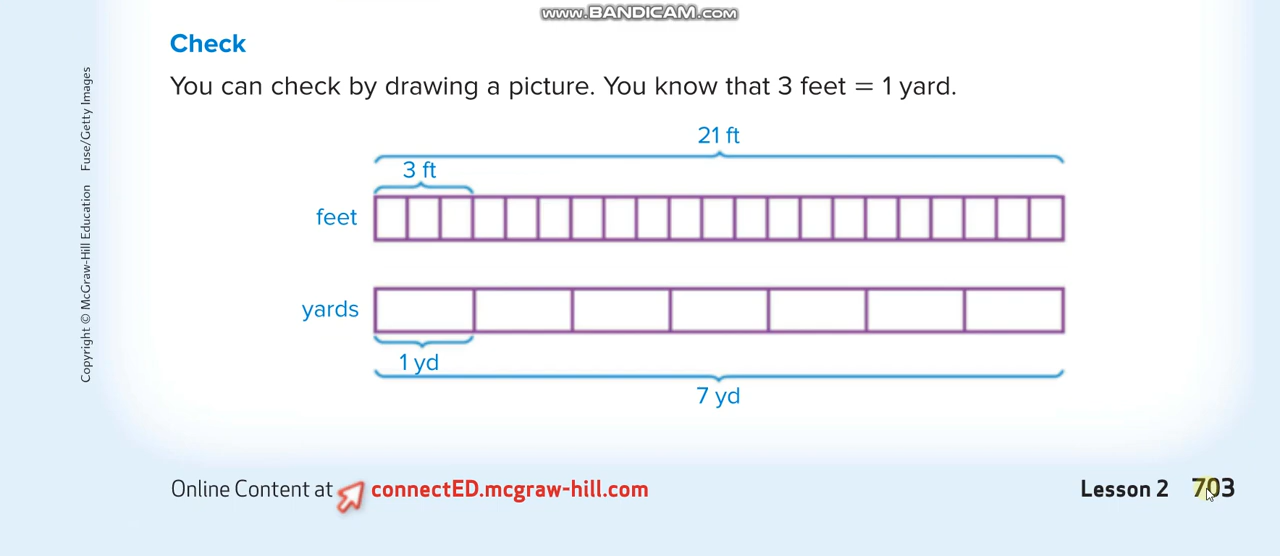 www.BANDICAM.com
Check
You can check by drawing a picture. You know that 3 feet = 1 yard.
21 ft
3 ft
feet
yards
1 yd
7 yd
Copyright © McGraw-Hill Education Fuse/Getty Images
Online Content at connectED.mcgraw-hill.com
Lesson 2 703